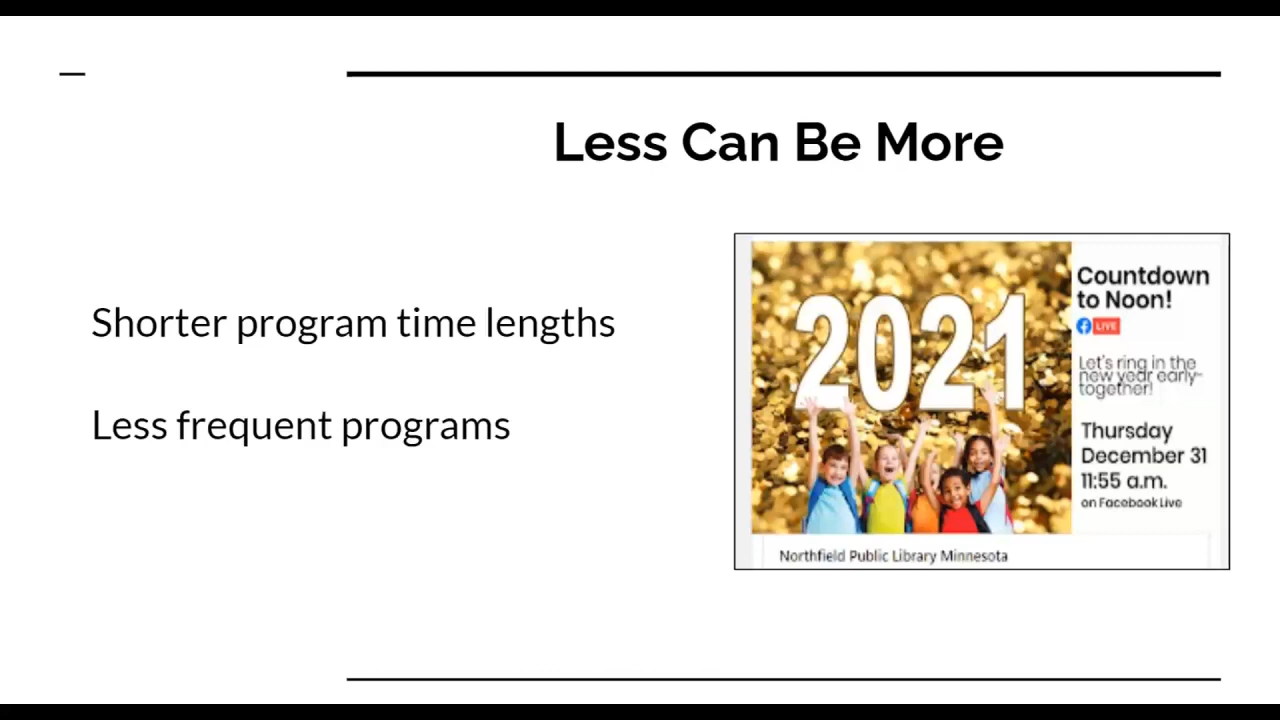 Less Can Be More
Shorter program time lengths
Less frequent programs
2021
Countdown
to Noon!
LIVE
Let's ring in the
new year early-
together!
Thursday
December 31
11:55 a.m.
on Facebook Live
Northfield Public Library Minnesota